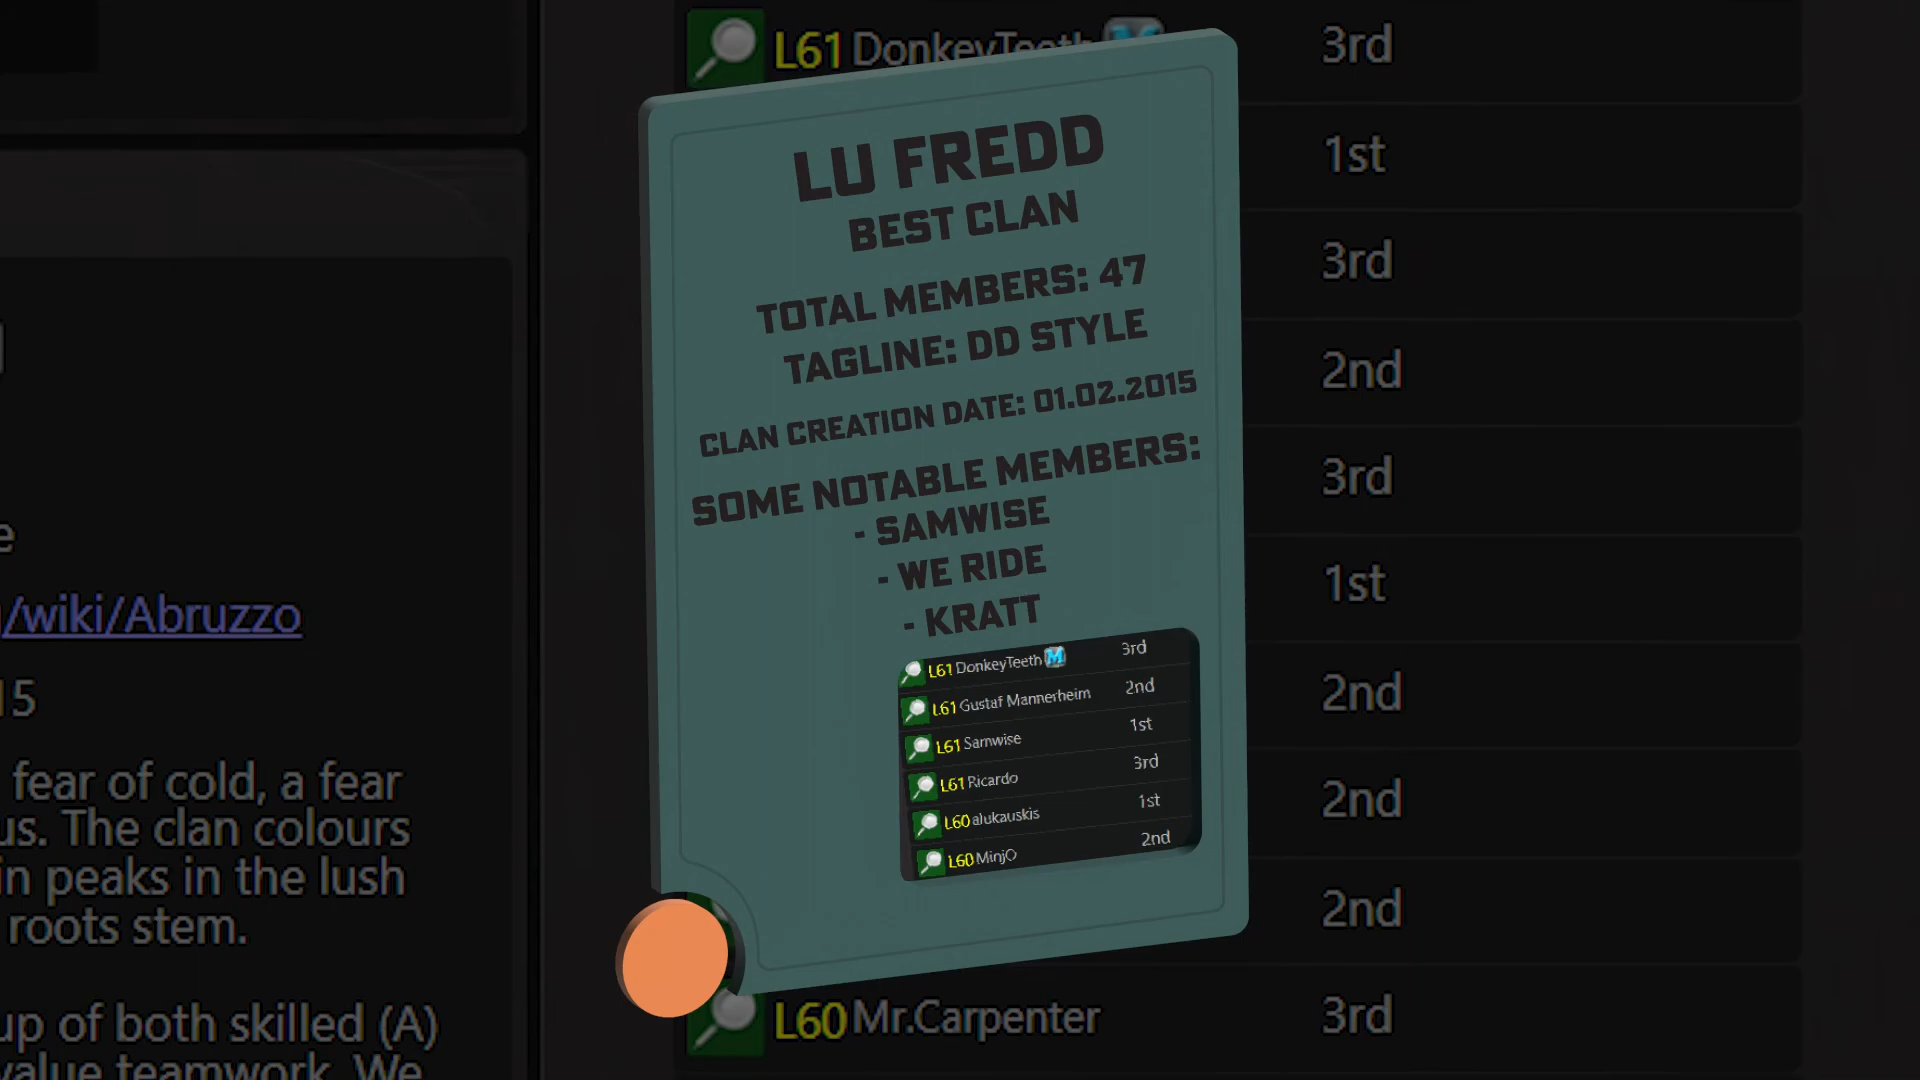 L61 DonkeyTeeth M 3rd
1st
3rd
2nd
3rd
1st
2nd
2nd
2nd
L60 Mr.Carpenter 3rd
LU FREDD
BEST CLAN
TOTAL MEMBERS: 47
TAGLINE: DD STYLE
CLAN CREATION DATE: 01.02.2015
SOME NOTABLE MEMBERS:
- SAMWISE
- WE RIDE
- KRATT
L61 DonkeyTeeth M 3rd
L61 Gustaf Mannerheim 2nd
L61 Samwise 1st
L61 Ricardo 3rd
L60 alukauskis 1st
L60 MinjO 2nd
e
/wiki/Abruzzo
15
fear of cold, a fear
us. The clan colours
in peaks in the lush
roots stem.
up of both skilled (A)
value teamwork. We